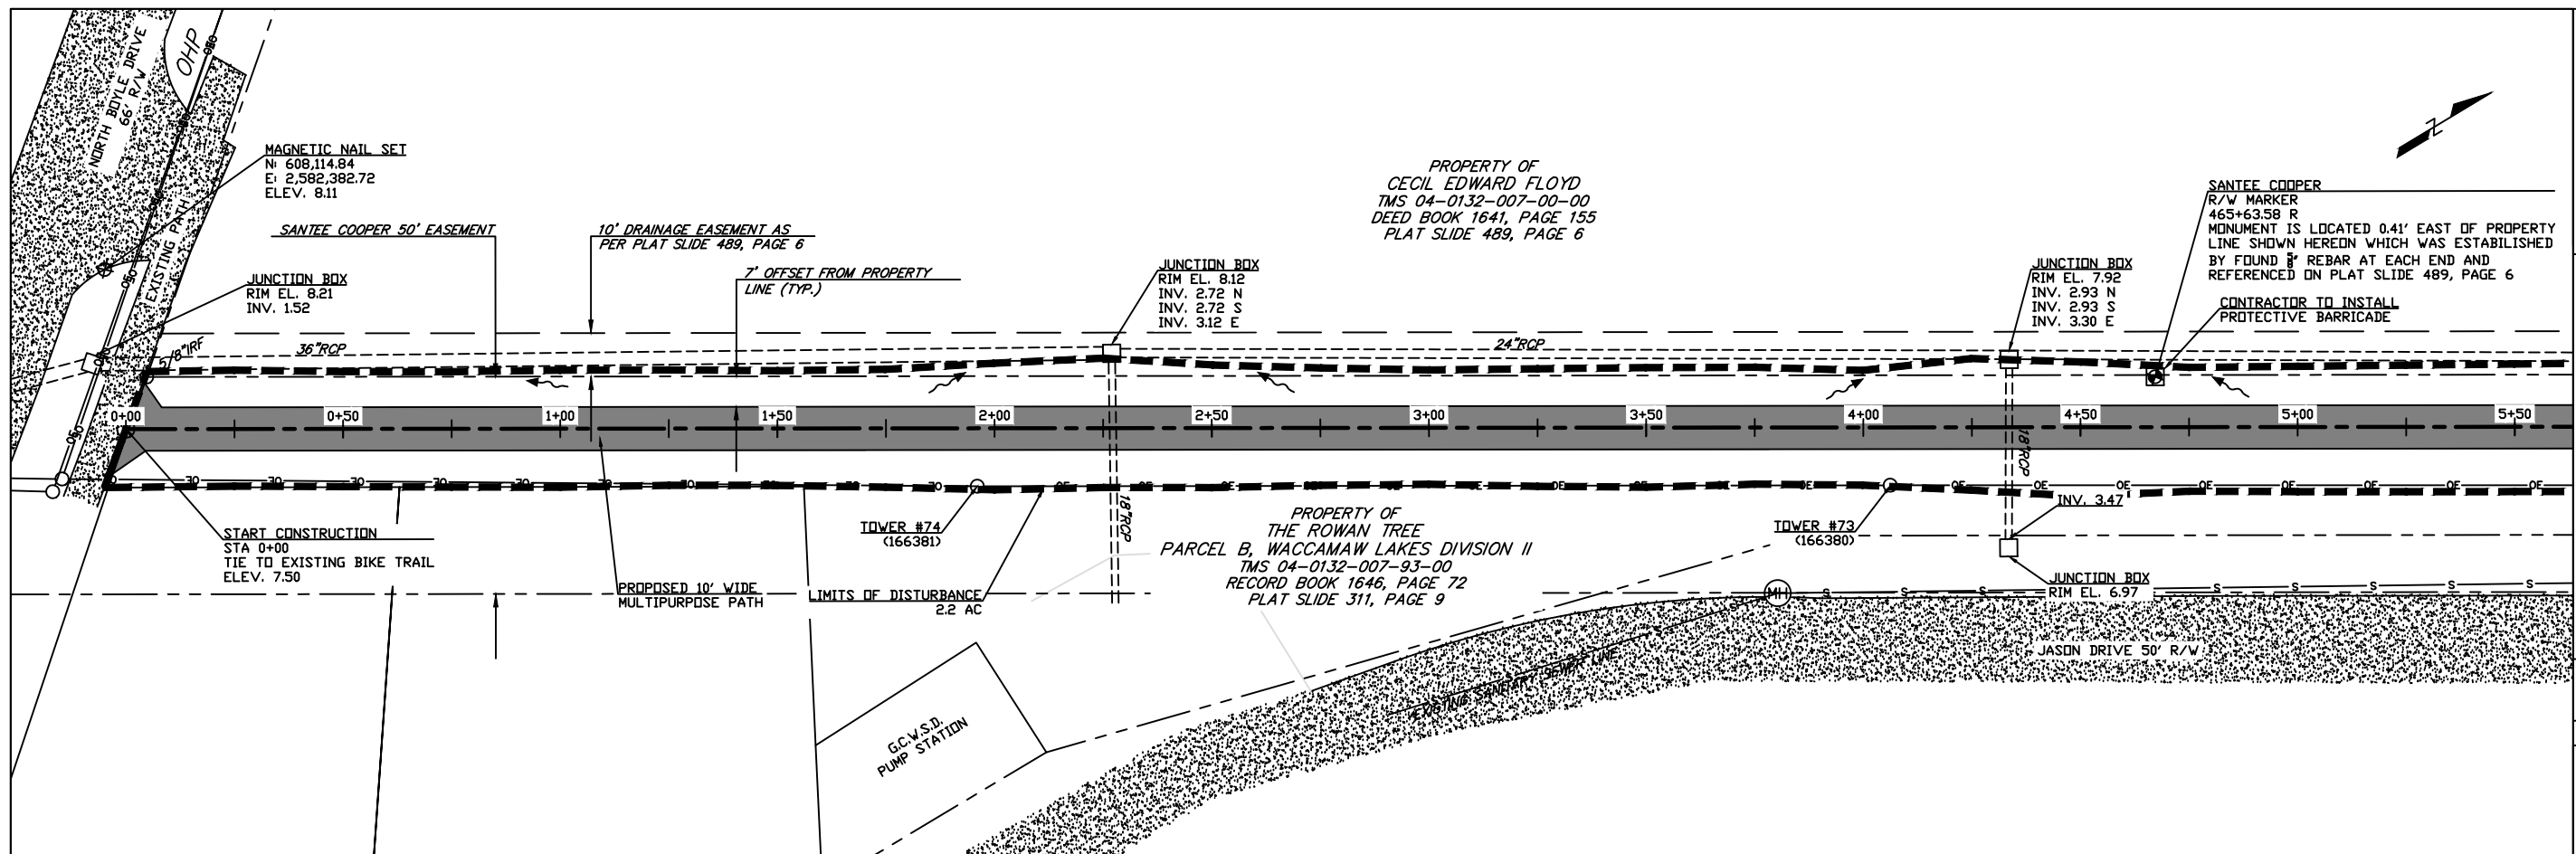 NORTH BOYLE DRIVE
66' R/W
OHP
EXISTING PATH
MAGNETIC NAIL SET
N: 608,114.84
E: 2,582,382.72
ELEV. 8.11
SANTEE COOPER 50' EASEMENT
10' DRAINAGE EASEMENT AS
PER PLAT SLIDE 489, PAGE 6
7' OFFSET FROM PROPERTY
LINE (TYP.)
JUNCTION BOX
RIM EL. 8.21
INV. 1.52
5/8"IRF
36"RCP
JUNCTION BOX
RIM EL. 8.12
INV. 2.72 N
INV. 2.72 S
INV. 3.12 E
PROPERTY OF
CECIL EDWARD FLOYD
TMS 04-0132-007-00-00
DEED BOOK 1641, PAGE 155
PLAT SLIDE 489, PAGE 6
24"RCP
JUNCTION BOX
RIM EL. 7.92
INV. 2.93 N
INV. 2.93 S
INV. 3.30 E
Z
SANTEE COOPER
R/W MARKER
465+63.58 R
MONUMENT IS LOCATED 0.41' EAST OF PROPERTY
LINE SHOWN HEREON WHICH WAS ESTABILISHED
BY FOUND 5/8" REBAR AT EACH END AND
REFERENCED ON PLAT SLIDE 489, PAGE 6
CONTRACTOR TO INSTALL
PROTECTIVE BARRICADE
0+00 0+50 1+00 1+50 2+00 2+50 3+00 3+50 4+00 4+50 5+00 5+50
18"RCP
18"RCP
START CONSTRUCTION
STA 0+00
TIE TO EXISTING BIKE TRAIL
ELEV. 7.50
PROPOSED 10' WIDE
MULTIPURPOSE PATH
LIMITS OF DISTURBANCE
2.2 AC
TOWER #74
(166381)
PROPERTY OF
THE ROWAN TREE
PARCEL B, WACCAMAW LAKES DIVISION II
TMS 04-0132-007-93-00
RECORD BOOK 1646, PAGE 72
PLAT SLIDE 311, PAGE 9
TOWER #73
(166380)
INV. 3.47
JUNCTION BOX
RIM EL. 6.97
MH
S S S S S S S S
JASON DRIVE 50' R/W
EXISTING SANITARY SEWER LINE
G.C.W.S.D.
PUMP STATION